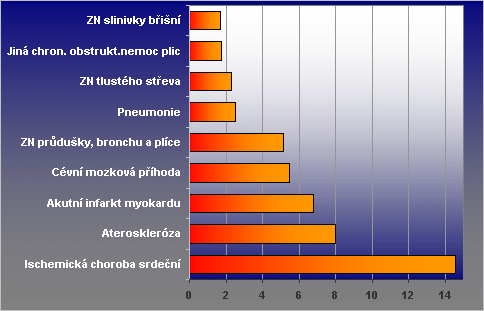 ZN slinivky břišní
Jiná chron. obstrukt.nemoc plic
ZN tlustého střeva
Pneumonie
ZN průdušky, bronchu a plíce
Cévní mozková příhoda
Akutní infarkt myokardu
Ateroskleróza
Ischemická choroba srdeční
0 2 4 6 8 10 12 14